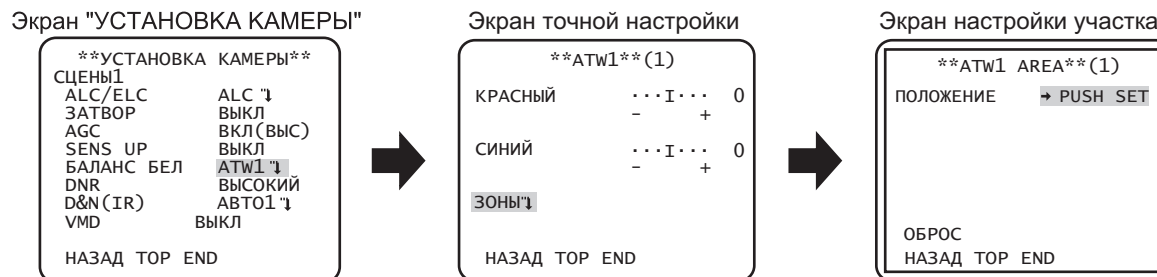 Экран "УСТАНОВКА КАМЕРЫ"
**УСТАНОВКА КАМЕРЫ**
СЦЕНЫ1
ALC/ELC ALC
ЗАТВОР ВЫКЛ
AGC ВКЛ(ВЫС)
SENS UP ВЫКЛ
БАЛАНС БЕЛ ATW1
DNR ВЫСОКИЙ
D&N(IR) АВТО1
VMD ВЫКЛ
НАЗАД TOP END
Экран точной настройки
**ATW1**(1)
КРАСНЫЙ ···I··· 0
- +
СИНИЙ ···I··· 0
- +
ЗОНЫ
НАЗАД TOP END
Экран настройки участка
**ATW1 AREA**(1)
ПОЛОЖЕНИЕ → PUSH SET
ОБРОС
НАЗАД TOP END